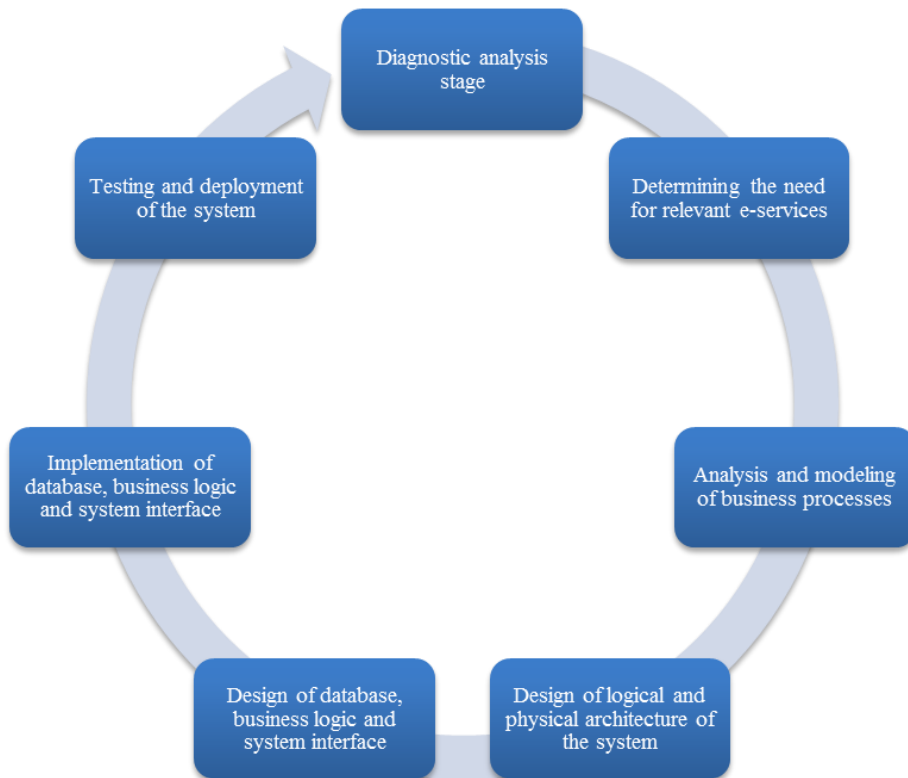 Diagnostic analysis
stage
Determining the need
for relevant e-services
Analysis and modeling
of business processes
Design of logical and
physical architecture of
the system
Design of database,
business logic and
system interface
Implementation of
database, business logic
and system interface
Testing and deployment
of the system